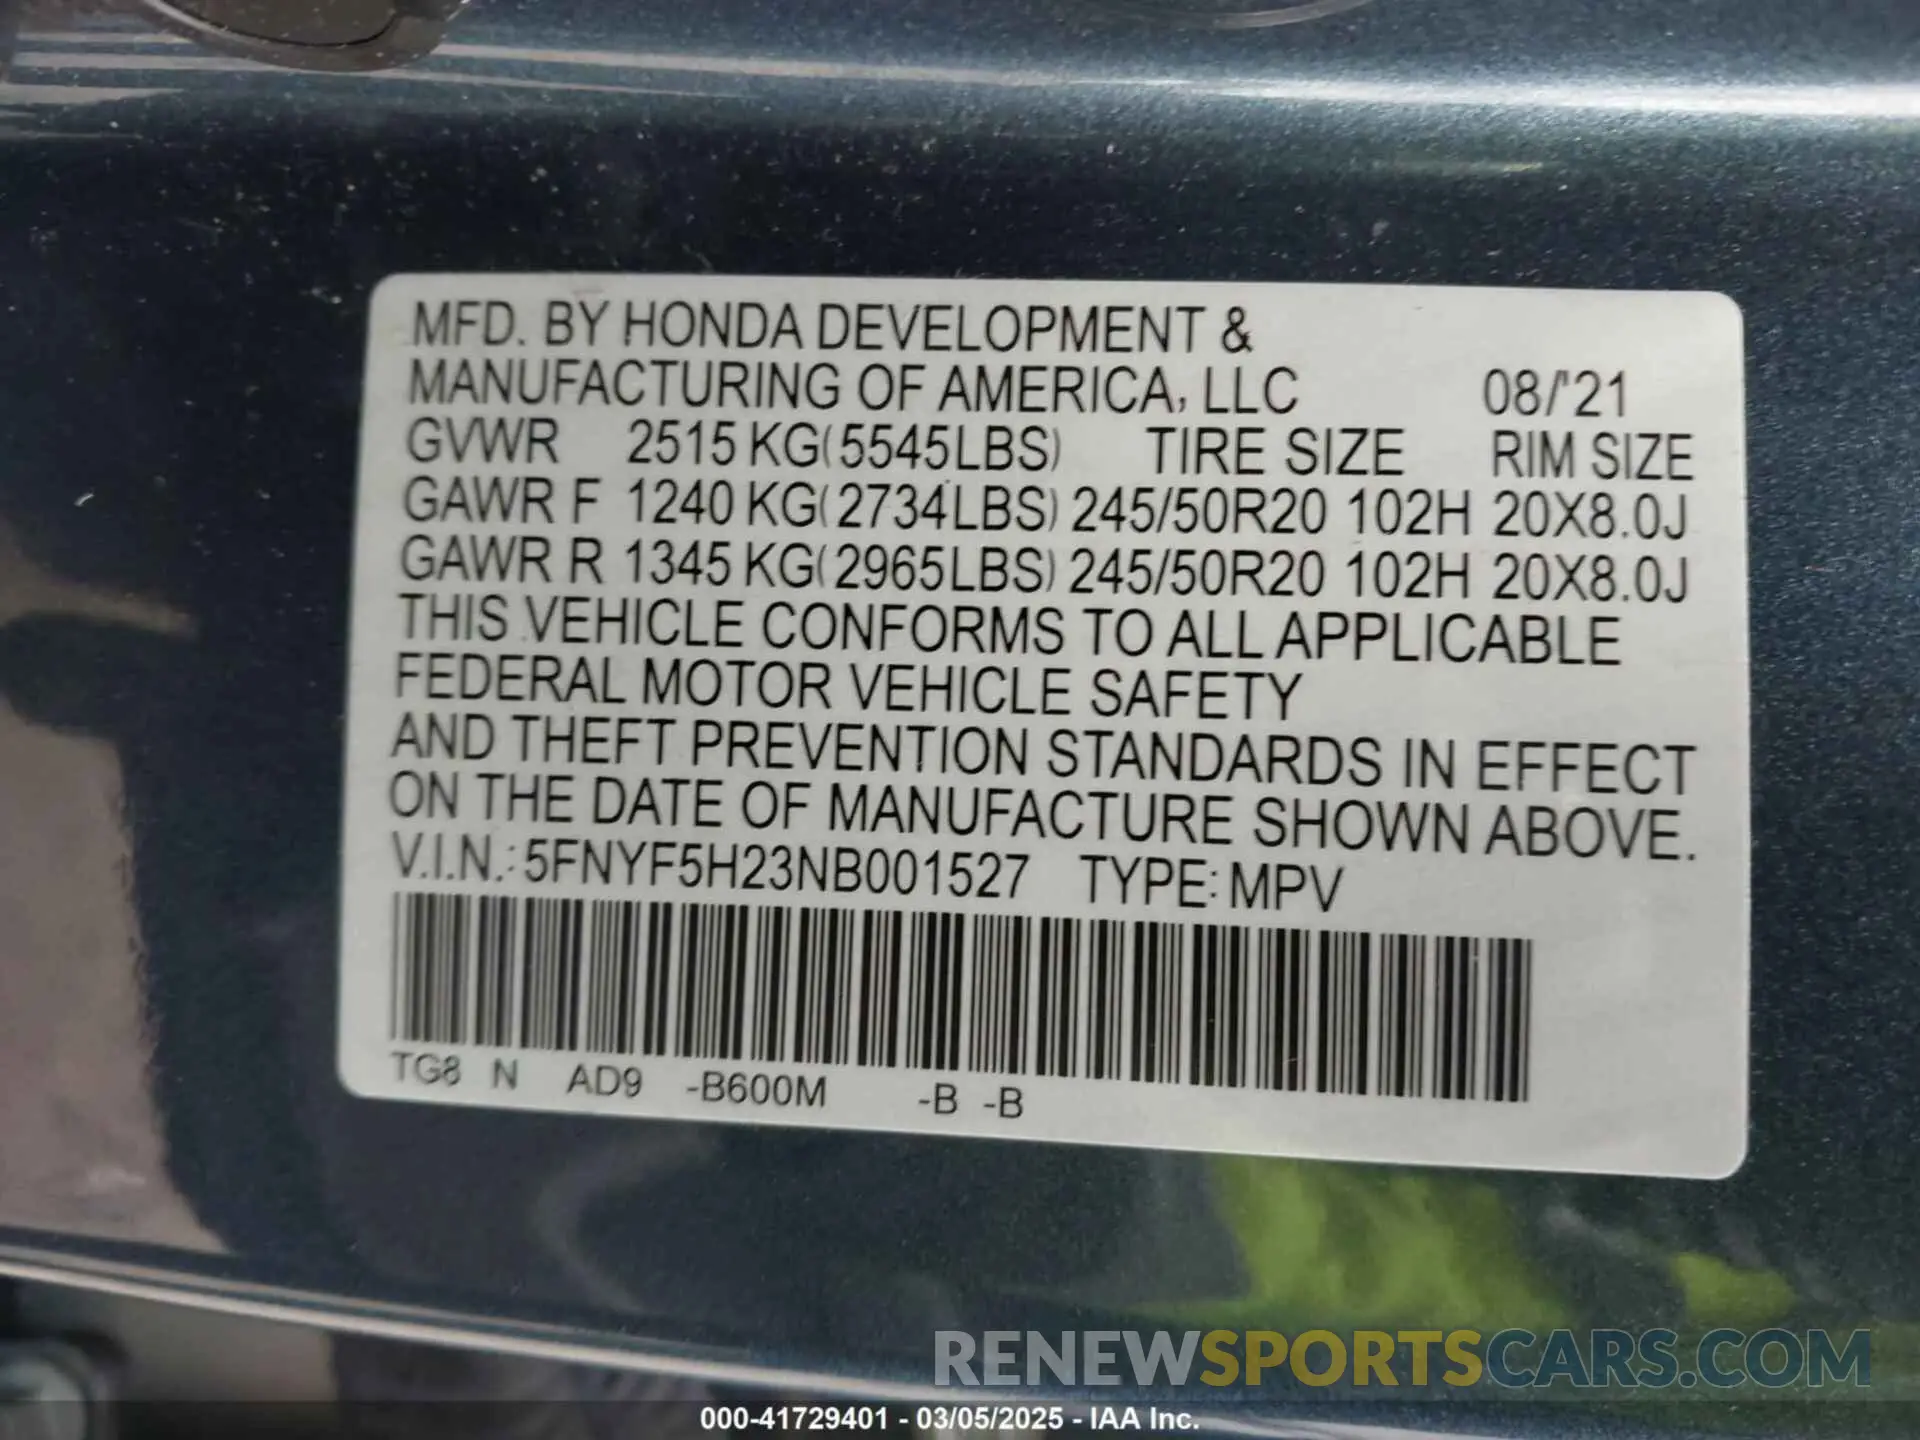 MFD. BY HONDA DEVELOPMENT &
MANUFACTURING OF AMERICA, LLC 08/'21
GVWR 2515 KG(5545LBS) TIRE SIZE RIM SIZE
GAWR F 1240 KG(2734LBS) 245/50R20 102H 20X8.0J
GAWR R 1345 KG(2965LBS) 245/50R20 102H 20X8.0J
THIS VEHICLE CONFORMS TO ALL APPLICABLE
FEDERAL MOTOR VEHICLE SAFETY
AND THEFT PREVENTION STANDARDS IN EFFECT
ON THE DATE OF MANUFACTURE SHOWN ABOVE.
V.I.N.: 5FNYF5H23NB001527 TYPE: MPV
TG8 N AD9 -B600M -B -B
RENEWSPORTSCARS.COM
000-41729401 - 03/05/2025 - IAA Inc.